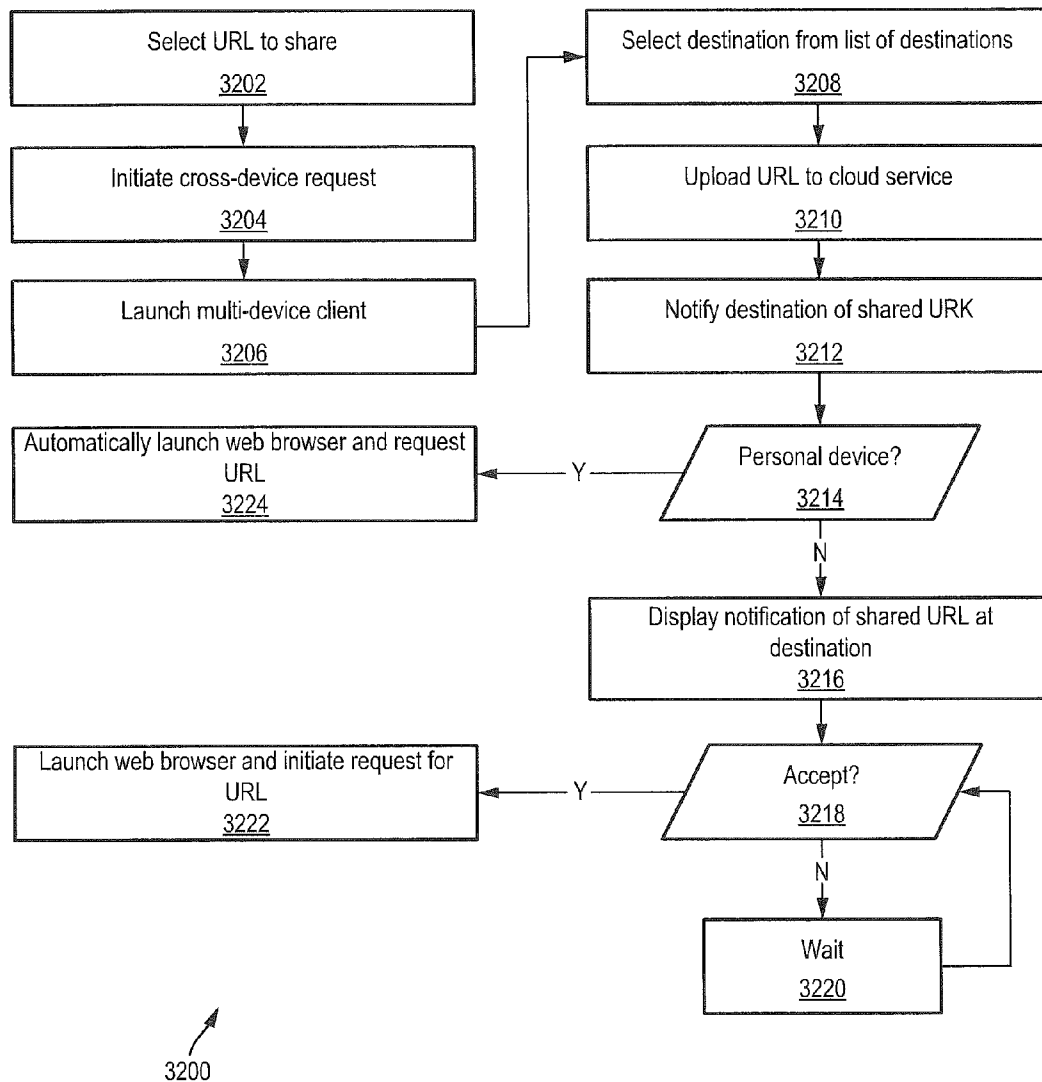 Select URL to share
3202
Initiate cross-device request
3204
Launch multi-device client
3206
Select destination from list of destinations
3208
Upload URL to cloud service
3210
Notify destination of shared URK
3212
Personal device?
3214
Y
Automatically launch web browser and request
URL
3224
N
Display notification of shared URL at
destination
3216
Accept?
3218
Y
Launch web browser and initiate request for
URL
3222
N
Wait
3220
3200